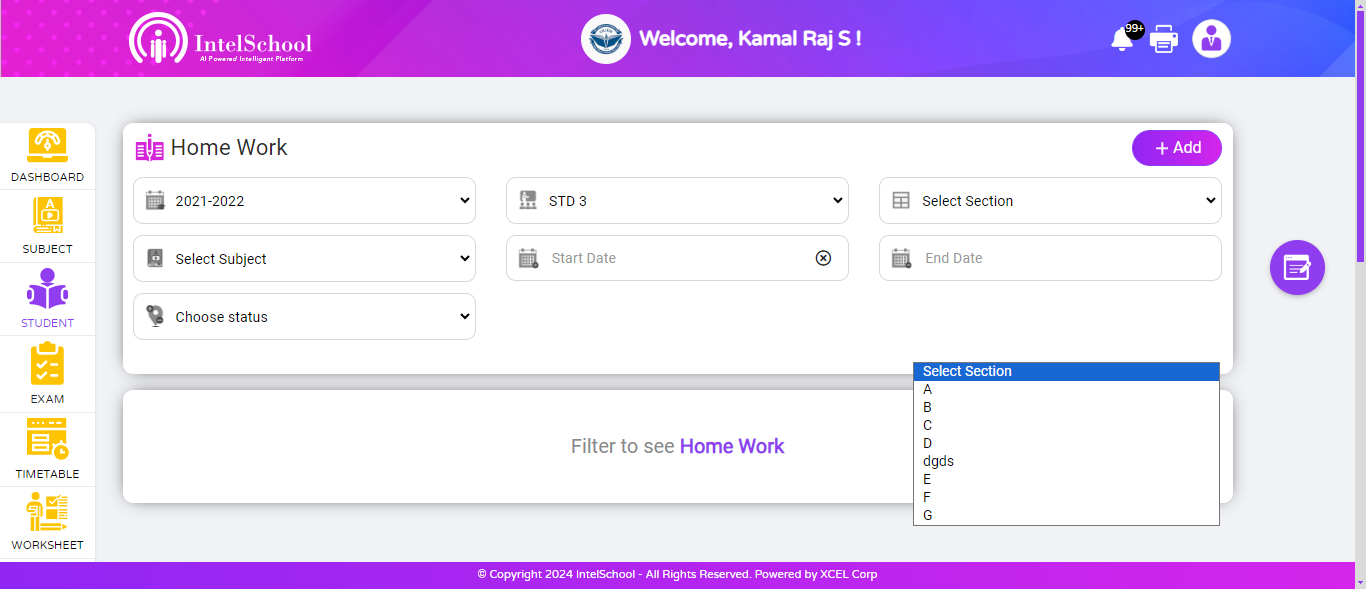 IntelSchool
AI Powered Intelligent Platform
Welcome, Kamal Raj S !
99+
DASHBOARD
SUBJECT
STUDENT
EXAM
TIMETABLE
WORKSHEET
Home Work
+ Add
2021-2022
STD 3
Select Section
Select Subject
Start Date
End Date
Choose status
Select Section
A
B
C
D
dgds
E
F
G
Filter to see Home Work
© Copyright 2024 IntelSchool - All Rights Reserved. Powered by XCEL Corp